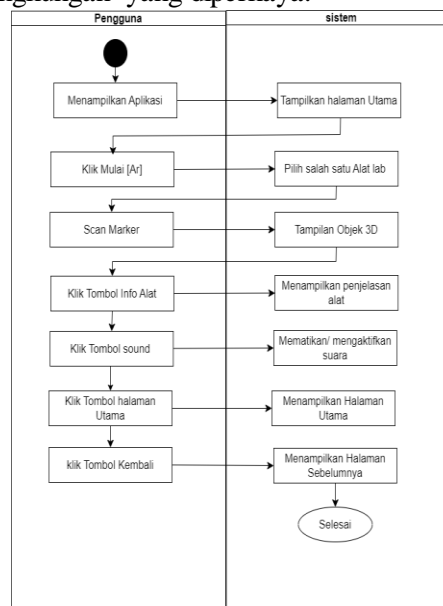 yang dipernaya.
Pengguna
sistem
Menampilkan Aplikasi
Tampilkan halaman Utama
Klik Mulai [Ar]
Pilih salah satu Alat lab
Scan Marker
Tampilan Objek 3D
Klik Tombol Info Alat
Menampilkan penjelasan
alat
Klik Tombol sound
Mematikan/ mengaktifkan
suara
Klik Tombol halaman
Utama
Menampilkan Halaman
Utama
klik Tombol Kembali
Menampilkan Halaman
Sebelumnya
Selesai